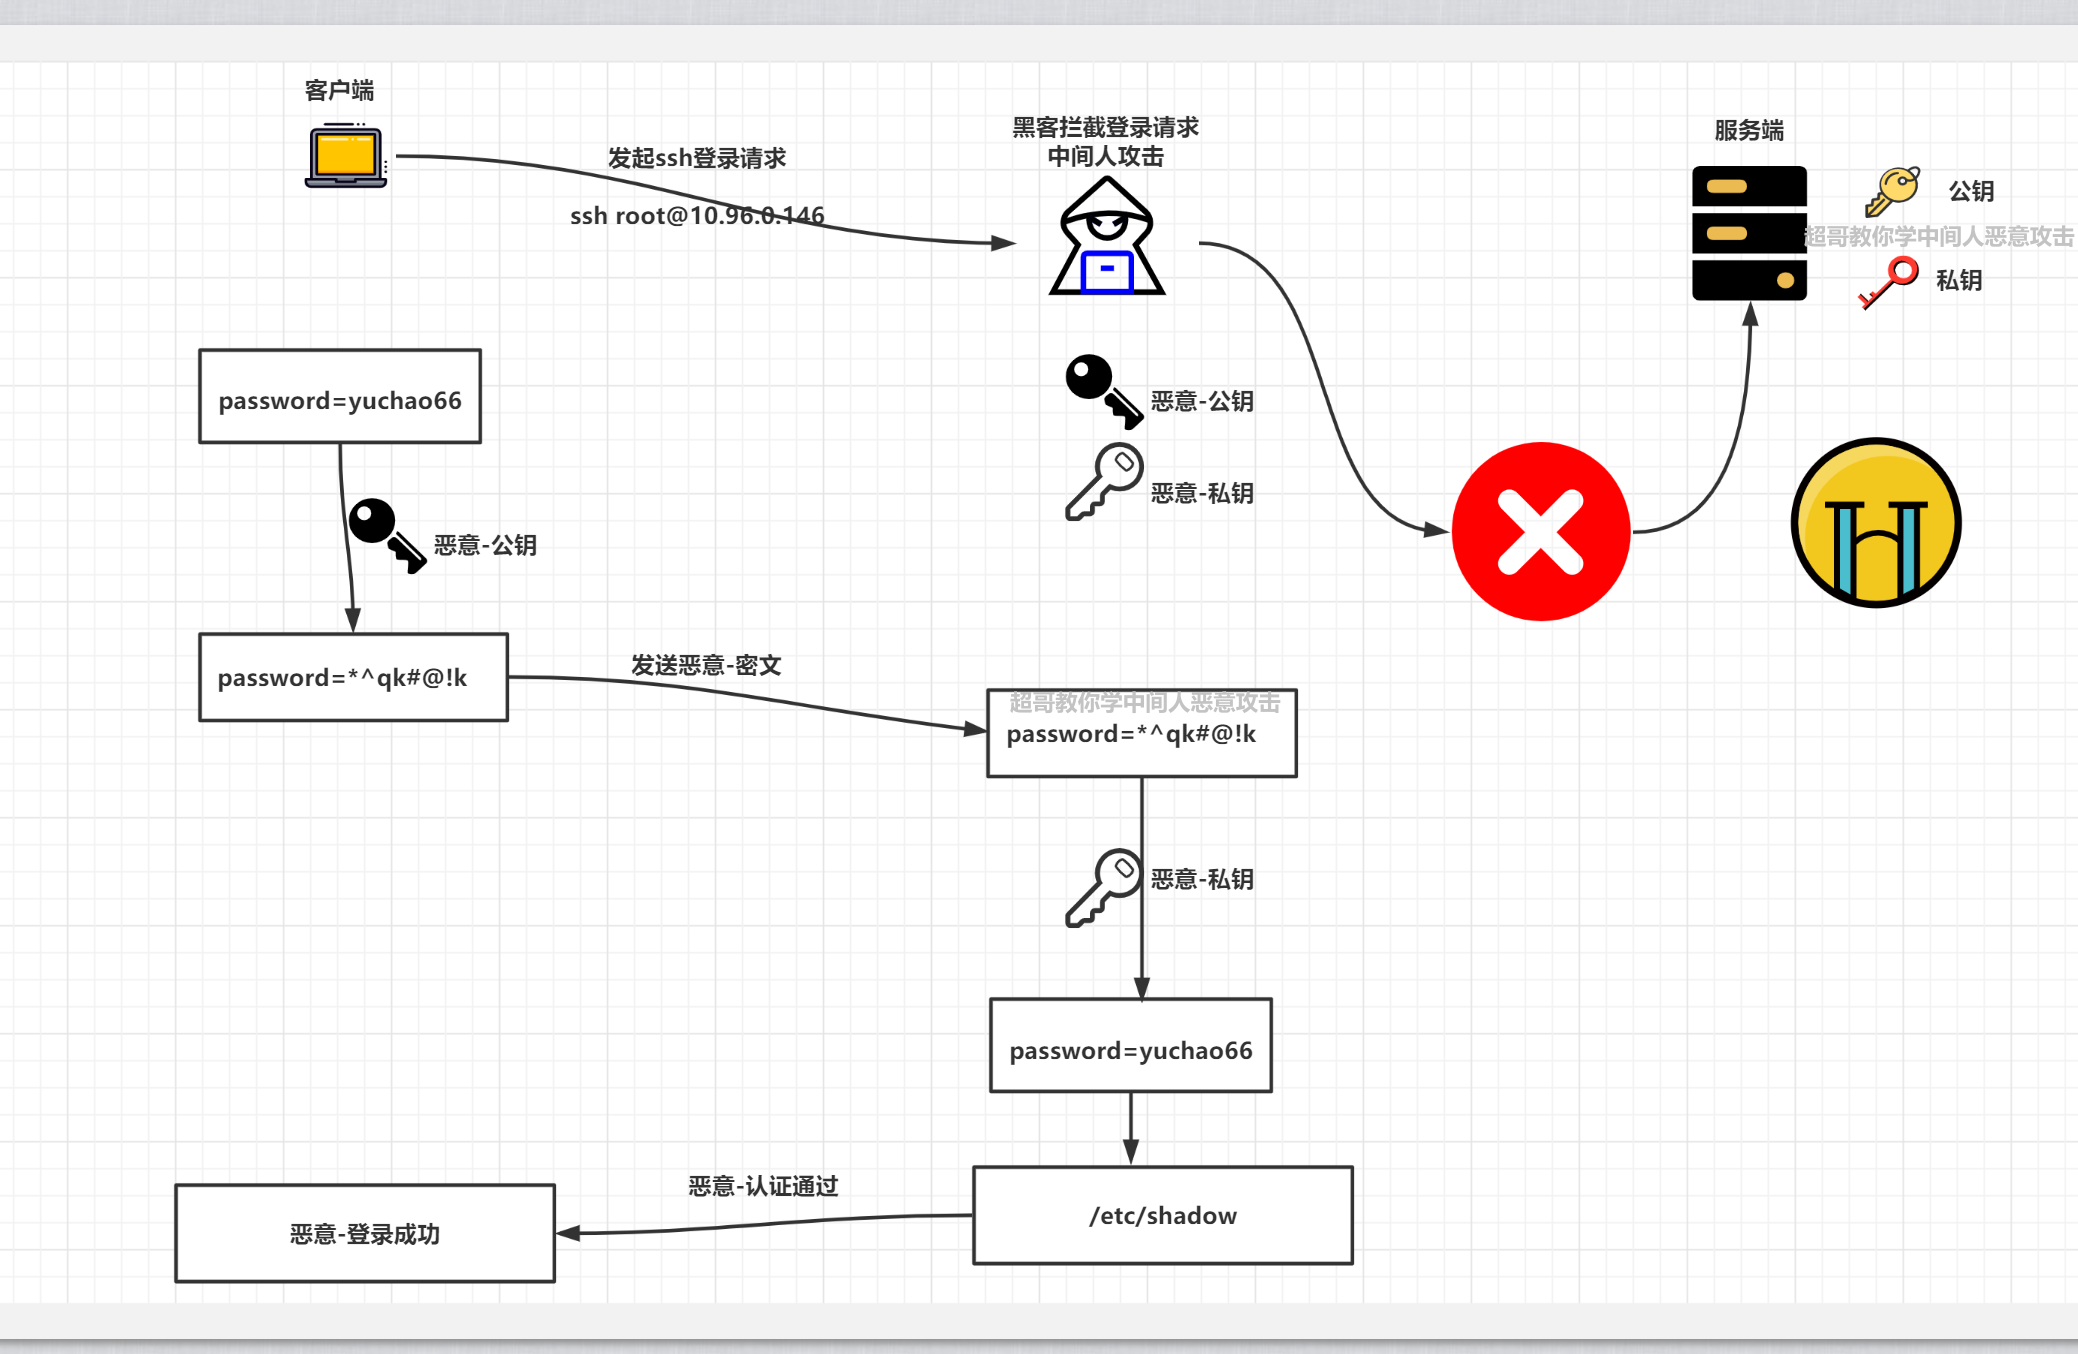 客户端
发起ssh登录请求
ssh root@10.96.0.146
黑客拦截登录请求
中间人攻击
服务端
公钥
超哥教你学中间人恶意攻击
私钥
password=yuchao66
恶意-公钥
恶意-私钥
恶意-公钥
password=*^qk#@!k
发送恶意-密文
超哥教你学中间人恶意攻击
password=*^qk#@!k
恶意-私钥
password=yuchao66
/etc/shadow
恶意-认证通过
恶意-登录成功